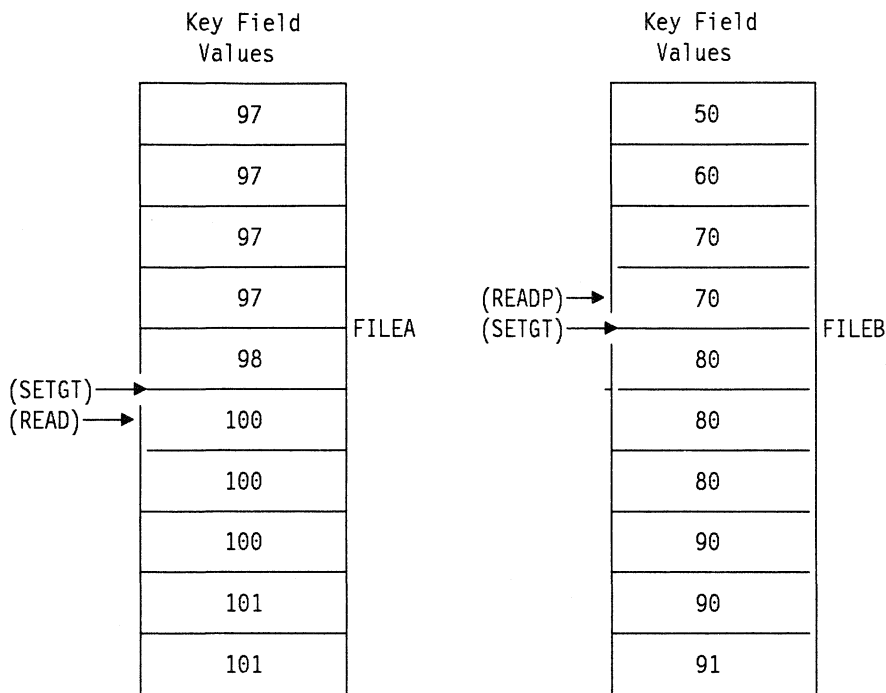 Key Field
Values
97
97
97
97
FILEA
98
(SETGT)
(READ)
100
100
100
101
101
Key Field
Values
50
60
70
(READP)
70
(SETGT)
FILEB
80
80
80
90
90
91